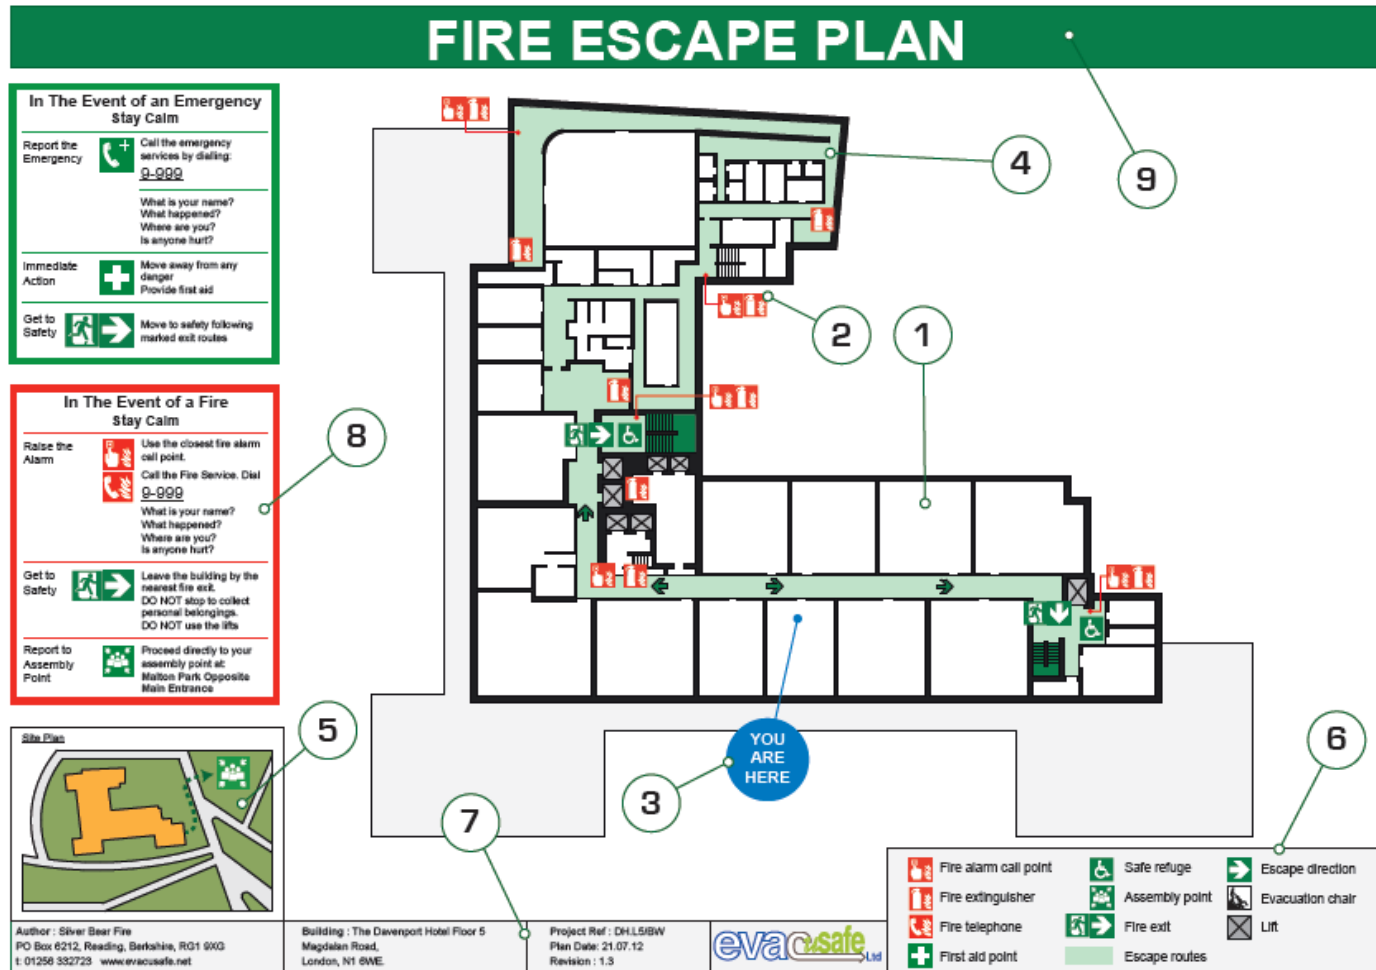 FIRE ESCAPE PLAN
9
In The Event of an Emergency
Stay Calm
Report the
Emergency
Call the emergency
services by dialling:
9-999
What is your name?
What happened?
Where are you?
Is anyone hurt?
Immediate
Action
Move away from any
danger
Provide first aid
Get to
Safety
Move to safety following
marked exit routes
In The Event of a Fire
Stay Calm
Raise the
Alarm
Use the closest fire alarm
call point.
Call the Fire Service. Dial
9-999
What is your name?
What happened?
Where are you?
Is anyone hurt?
Get to
Safety
Leave the building by the
nearest fire exit.
DO NOT stop to collect
personal belongings.
DO NOT use the lifts
Report to
Assembly
Point
Proceed directly to your
assembly point at:
Malton Park Opposite
Main Entrance
8
4
2
1
YOU
ARE
HERE
3
Site Plan
5
6
7
Fire alarm call point
Fire extinguisher
Fire telephone
First aid point
Safe refuge
Assembly point
Fire exit
Escape routes
Escape direction
Evacuation chair
Lift
Author : Silver Bear Fire
PO Box 6212, Reading, Berkshire, RG1 9XG
t: 01256 332723 www.evacusafe.net
Building : The Davenport Hotel Floor 5
Magdalen Road,
London, N1 6WE.
Project Ref : DH.L5/BW
Plan Date: 21.07.12
Revision : 1.3
evacusafe Ltd